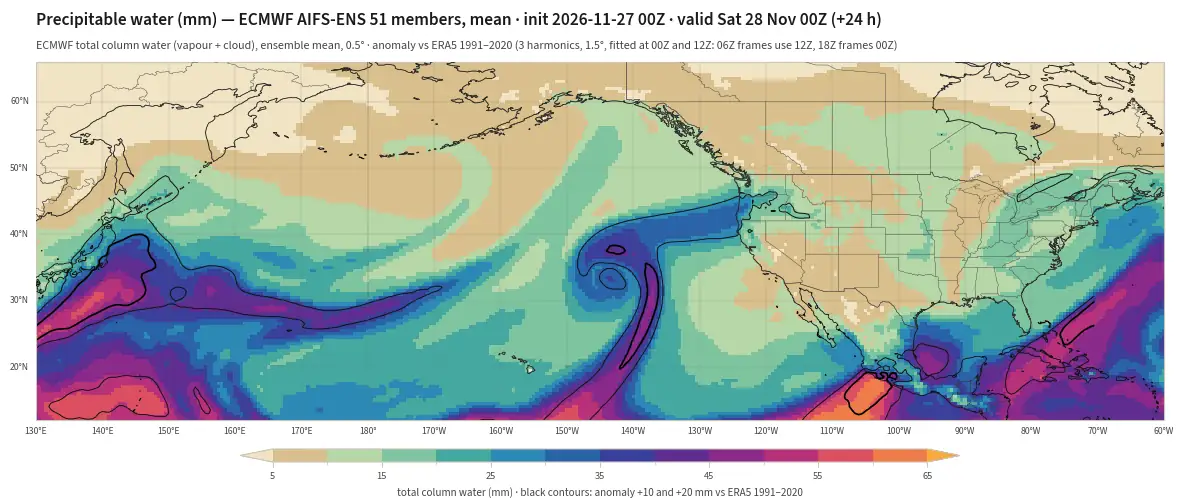 Precipitable water (mm) — ECMWF AIFS-ENS 51 members, mean · init 2026-11-27 00Z · valid Sat 28 Nov 00Z (+24 h)
ECMWF total column water (vapour + cloud), ensemble mean, 0.5° · anomaly vs ERA5 1991–2020 (3 harmonics, 1.5°, fitted at 00Z and 12Z: 06Z frames use 12Z, 18Z frames 00Z)
60°N
50°N
40°N
30°N
20°N
130°E 140°E 150°E 160°E 170°E 180° 170°W 160°W 150°W 140°W 130°W 120°W 110°W 100°W 90°W 80°W 70°W 60°W
5 15 25 35 45 55 65
total column water (mm) · black contours: anomaly +10 and +20 mm vs ERA5 1991–2020